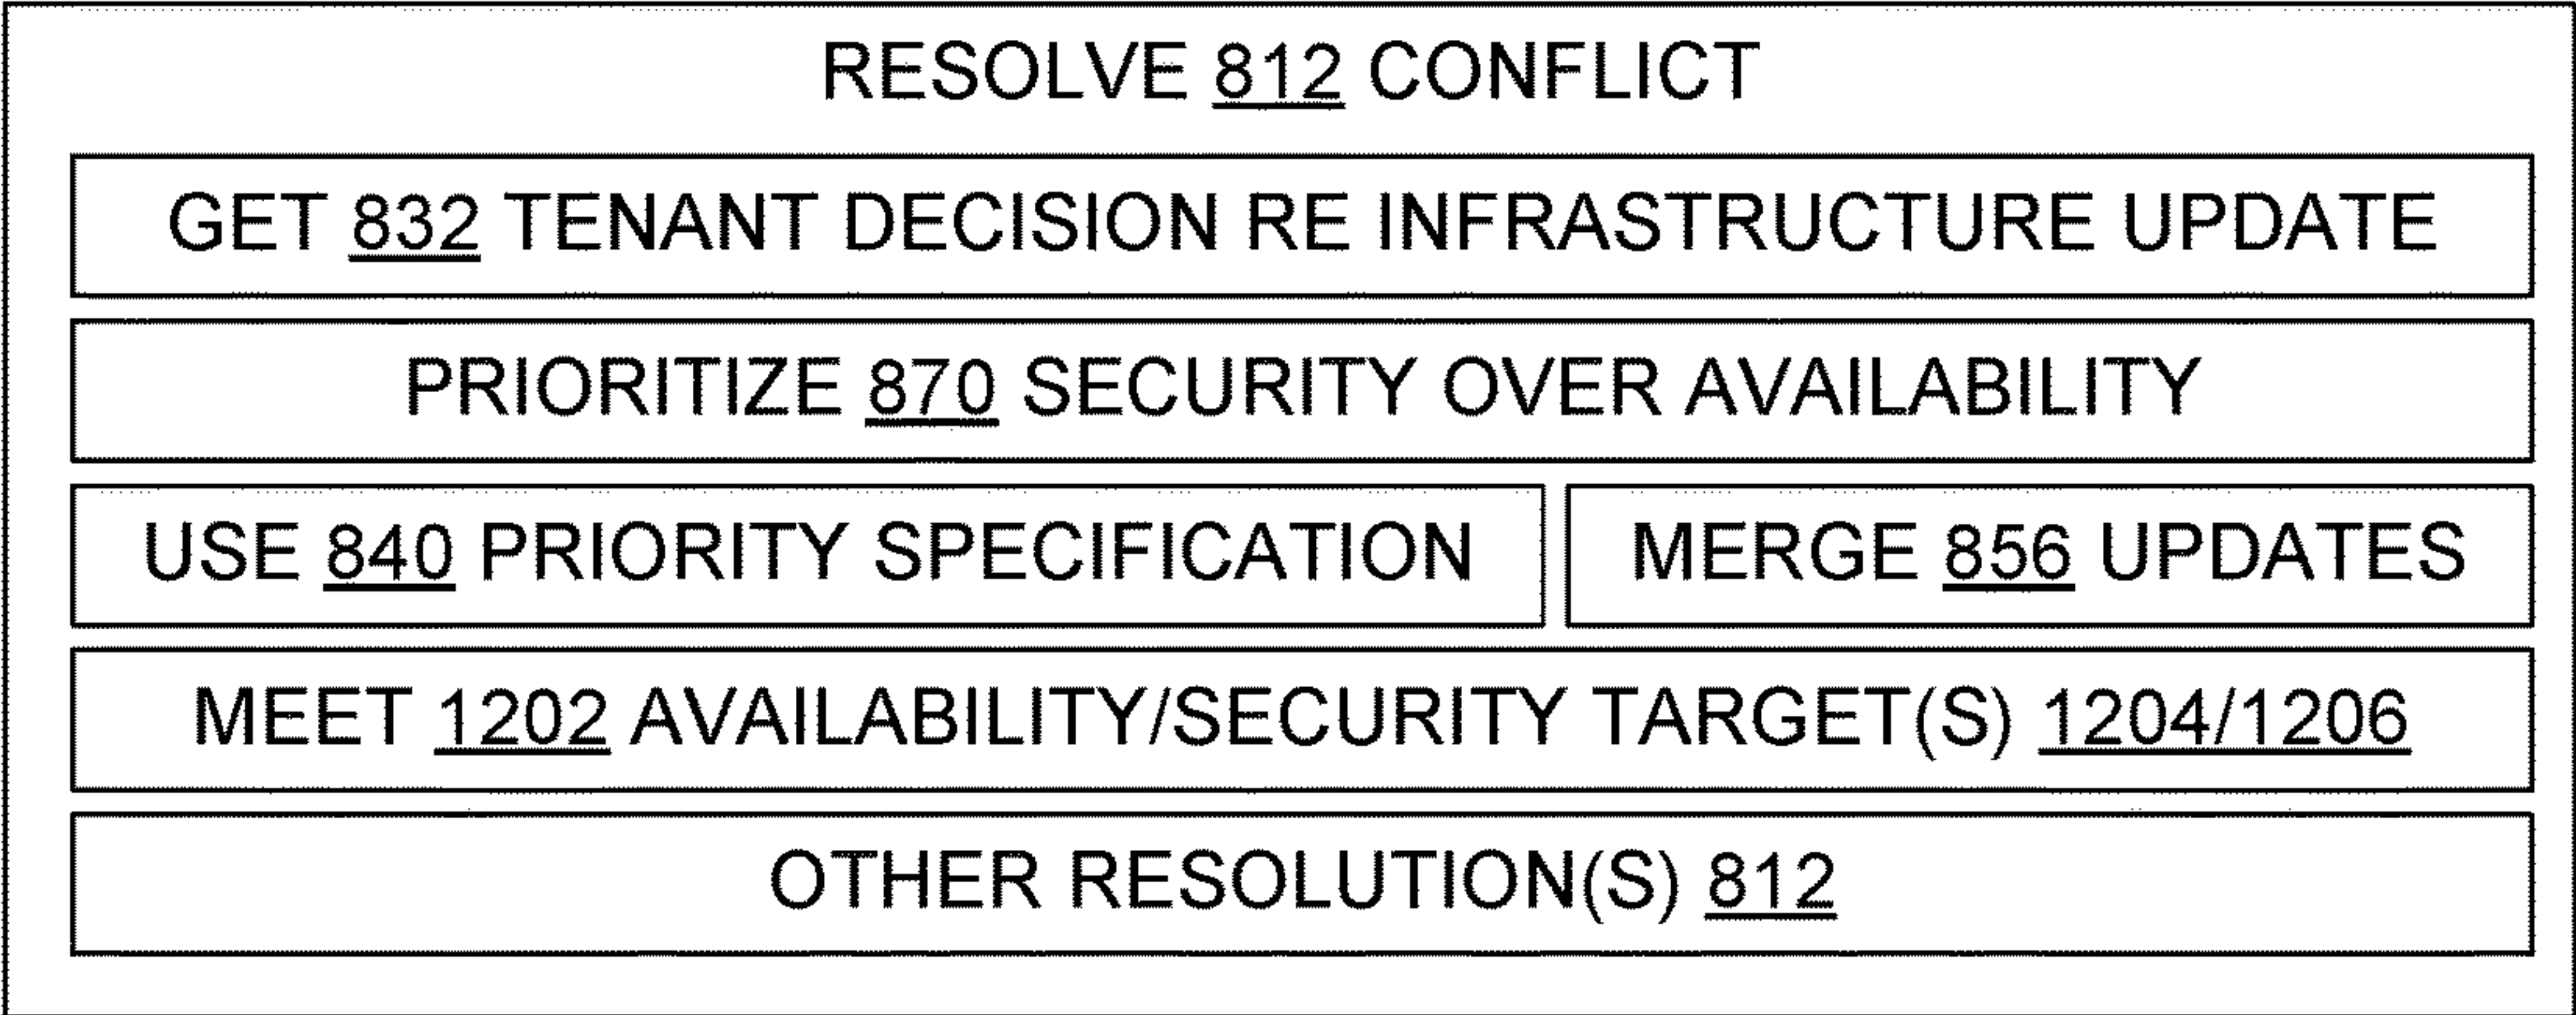 RESOLVE 812 CONFLICT
GET 832 TENANT DECISION RE INFRASTRUCTURE UPDATE
PRIORITIZE 870 SECURITY OVER AVAILABILITY
USE 840 PRIORITY SPECIFICATION
MERGE 856 UPDATES
MEET 1202 AVAILABILITY/SECURITY TARGET(S) 1204/1206
OTHER RESOLUTION(S) 812